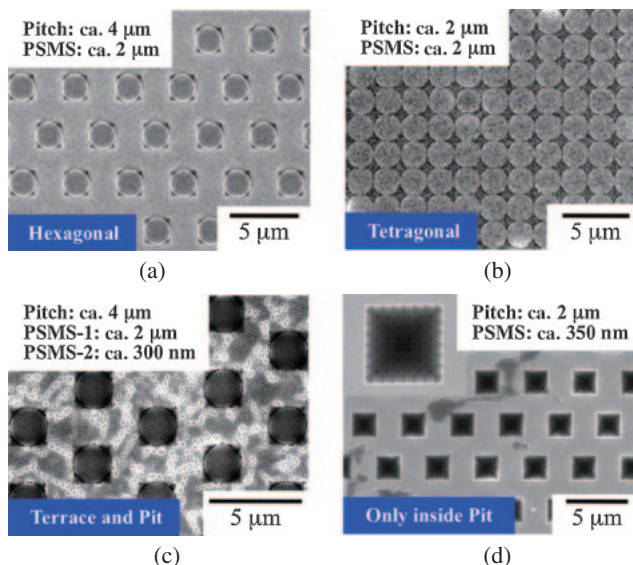 Pitch: ca. 4 μm
PSMS: ca. 2 μm
Hexagonal
5 μm
(a)
Pitch: ca. 2 μm
PSMS: ca. 2 μm
Tetragonal
5 μm
(b)
Pitch: ca. 4 μm
PSMS-1: ca. 2 μm
PSMS-2: ca. 300 nm
Terrace and Pit
5 μm
(c)
Pitch: ca. 2 μm
PSMS: ca. 350 nm
Only inside Pit
5 μm
(d)